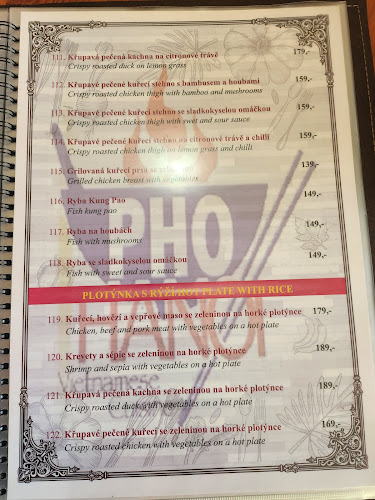 111. Křupavá pečená kachna na citronové trávě 179,-
Crispy roasted duck on lemon grass
112. Křupavé pečené kuřecí stehno s bambusem a houbami 159,-
Crispy roasted chicken thigh with bamboo and mushrooms
113. Křupavé pečené kuřecí stehno se sladkokyselou omáčkou 159,-
Crispy roasted chicken thigh with swet and sour sauce
114. Křupavé pečené kuřecí stehno na citronové trávě a chilli 159,-
Crispy roasted chicken thigh on lemon grass and chilli
115. Grilovaná kuřecí prsa se zeleninou 139,-
Grilled chicken breast with vegetables
116. Ryba Kung Pao 149,-
Fish kung pao
117. Ryba na houbách 149,-
Fish with mushrooms
118. Ryba se sladkokyselou omáčkou 149,-
Fish with sweet and sour sauce
PHO
PLOTÝNKA S RÝŽÍ/HOT PLATE WITH RICE
HANOI
119. Kuřecí, hovězí a vepřové maso se zeleninou na horké plotýnce 179,-
Chicken, beef and pork meat with vegetables on a hot plate
120. Krevety a sépie se zeleninou na horké plotýnce 189,-
Shrimp and sepia with vegetables on a hot plate
Vietnamese
121. Křupavá pečená kachna se zeleninou na horké plotýnce 189,-
Crispy roasted duck with vegetables on a hot plate
122. Křupavé pečené kuřecí se zeleninou na horké plotýnce 169,-
Crispy roasted chicken with vegetables on a hot plate